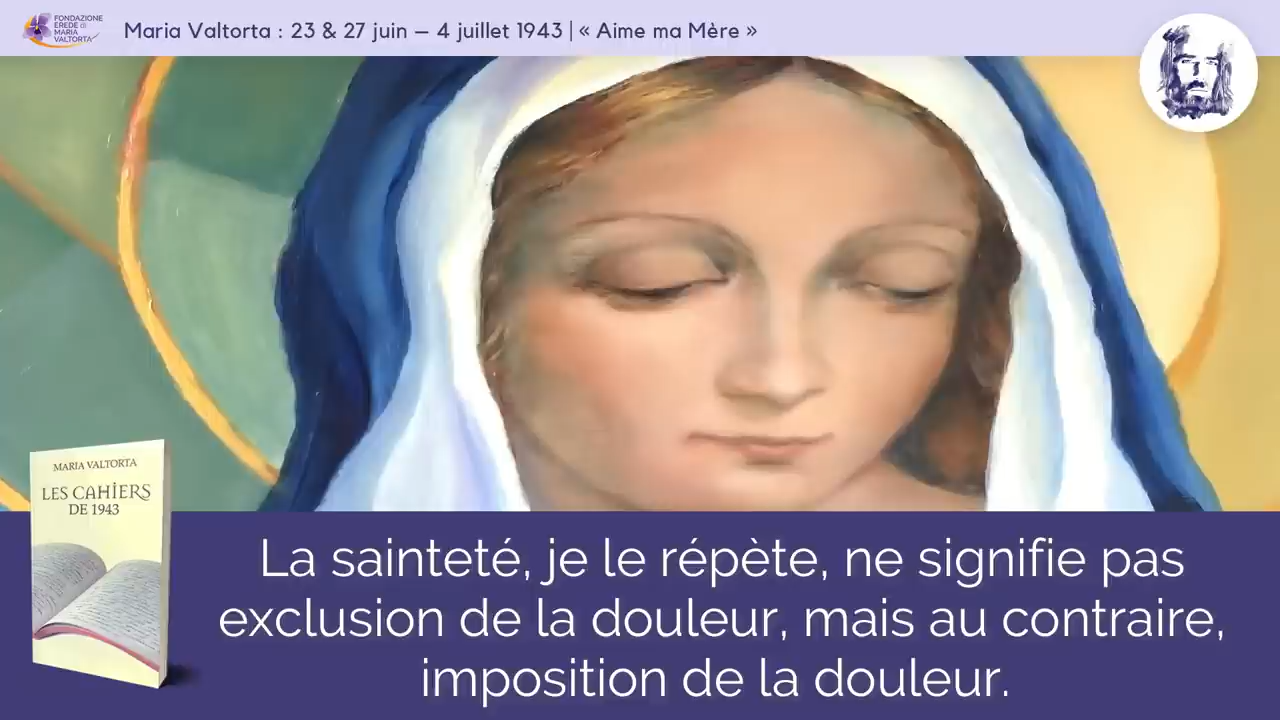 FONDAZIONE
EREDE di
MARIA
VALTORTA
Maria Valtorta : 23 & 27 juin – 4 juillet 1943 | « Aime ma Mère »
MARIA VALTORTA
LES CAHIERS
DE 1943
La sainteté, je le répète, ne signifie pas
exclusion de la douleur, mais au contraire,
imposition de la douleur.